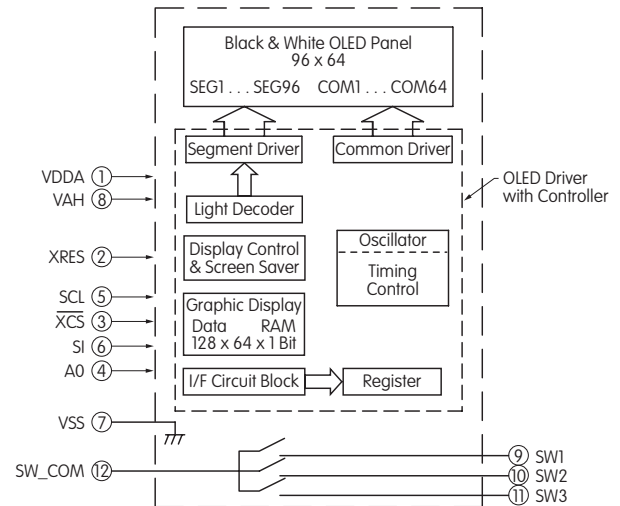 Black & White OLED Panel
96 x 64
SEG1 . . . SEG96 COM1 . . . COM64
Segment Driver
Common Driver
VDDA ①
VAH ⑧
OLED Driver
with Controller
Light Decoder
Oscillator
Timing
Control
XRES ②
Display Control
& Screen Saver
SCL ⑤
X̅C̅S̅ ③
SI ⑥
A0 ④
Graphic Display
Data RAM
128 x 64 x 1 Bit
I/F Circuit Block
Register
VSS ⑦
SW_COM ⑫
⑨ SW1
⑩ SW2
⑪ SW3